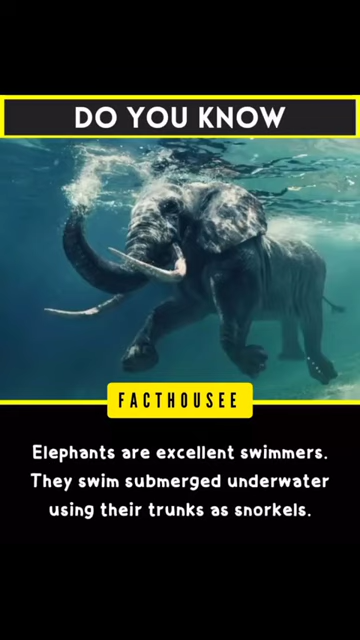 DO YOU KNOW
FACTHOUSEE
Elephants are excellent swimmers.
They swim submerged underwater
using their trunks as snorkels.